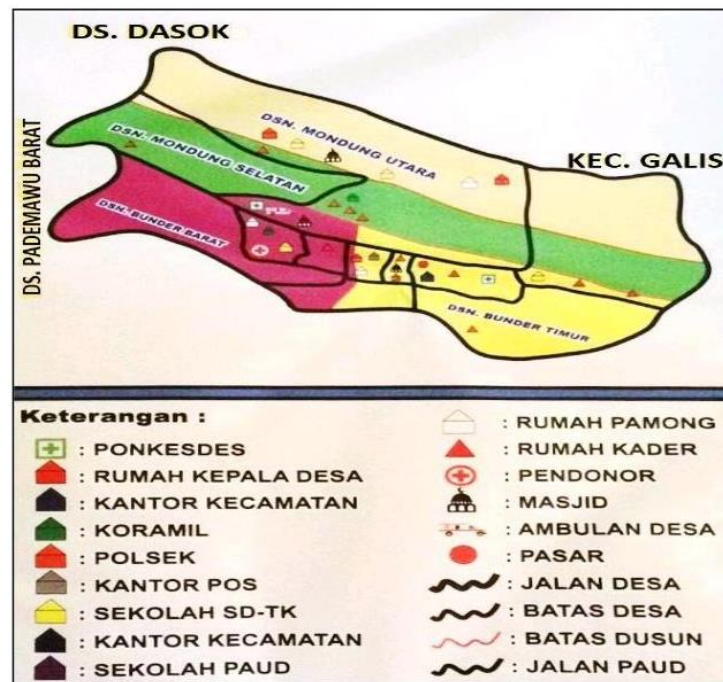 DS. DASOK
DS. PADEMAWU BARAT
KEC. GALIS
DSN. MONDUNG UTARA
DSN. MONDUNG SELATAN
DSN. BUNDER BARAT
DSN. BUNDER TIMUR
Keterangan :
: PONKESDES
: RUMAH KEPALA DESA
: KANTOR KECAMATAN
: KORAMIL
: POLSEK
: KANTOR POS
: SEKOLAH SD-TK
: KANTOR KECAMATAN
: SEKOLAH PAUD
: RUMAH PAMONG
: RUMAH KADER
: PENDONOR
: MASJID
: AMBULAN DESA
: PASAR
: JALAN DESA
: BATAS DESA
: BATAS DUSUN
: JALAN PAUD